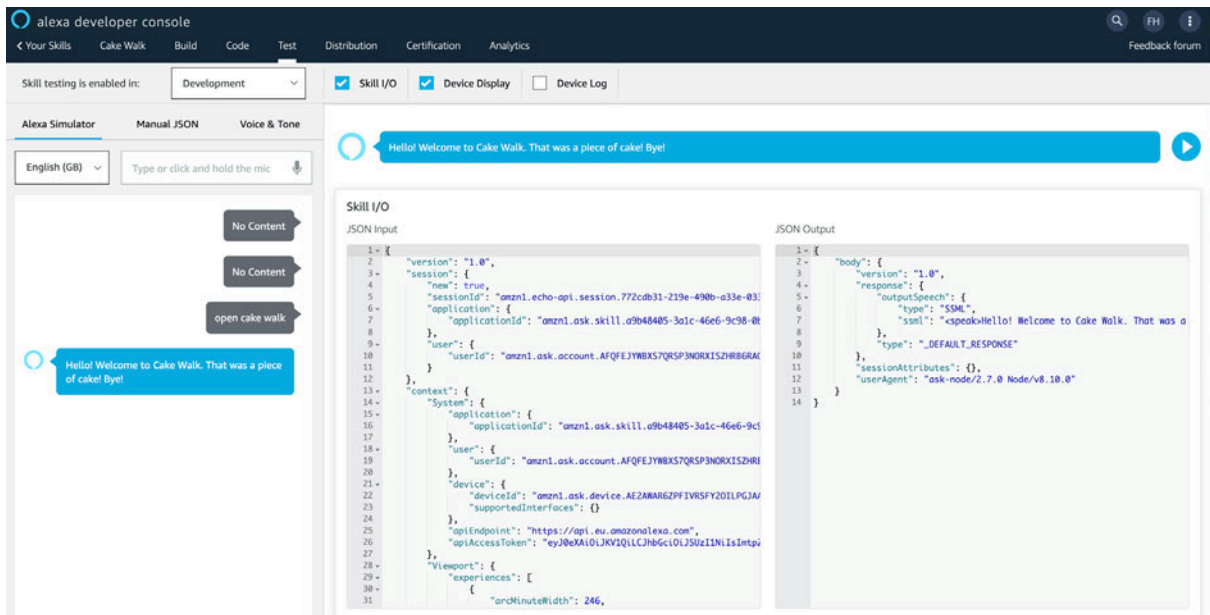 alexa developer console
FH
Your Skills Cake Walk Build Code Test Distribution Certification Analytics Feedback forum
Skill testing is enabled in: Development Skill I/O Device Display Device Log
Alexa Simulator Manual JSON Voice & Tone
English (GB) Type or click and hold the mic
No Content
No Content
open cake walk
Hello! Welcome to Cake Walk. That was a piece
of cake! Bye!
Hello! Welcome to Cake Walk. That was a piece of cake! Bye!
Skill I/O
JSON Input
1 {
2 "version": "1.0",
3 "session": {
4 "new": true,
5 "sessionId": "amzn1.echo-api.session.772cdb31-219e-490b-a33e-033
6 "application": {
7 "applicationId": "amzn1.ask.skill.a9b48405-3a1c-46e6-9c98-0b
8 },
9 "user": {
10 "userId": "amzn1.ask.account.AFQFEJYWBXS7QRSP3NORXISZHRB6RAO
11 }
12 },
13 "context": {
14 "System": {
15 "application": {
16 "applicationId": "amzn1.ask.skill.a9b48405-3a1c-46e6-9c9
17 },
18 "user": {
19 "userId": "amzn1.ask.account.AFQFEJYWBXS7QRSP3NORXISZHRB
20 },
21 "device": {
22 "deviceId": "amzn1.ask.device.AE2AWAR6ZPFIVR5FY2OILPGJAA
23 "supportedInterfaces": {}
24 },
25 "apiEndpoint": "https://api.eu.amazonalexa.com",
26 "apiAccessToken": "eyJ0eXAiOiJKV1QiLCJhbGciOiJSUzI1NiIsImtpZ
27 },
28 "Viewport": {
29 "experiences": [
30 {
31 "arcMinuteWidth": 246,
JSON Output
1 {
2 "body": {
3 "version": "1.0",
4 "response": {
5 "outputSpeech": {
6 "type": "SSML",
7 "ssml": "<speak>Hello! Welcome to Cake Walk. That was a
8 },
9 "type": "_DEFAULT_RESPONSE"
10 },
11 "sessionAttributes": {},
12 "userAgent": "ask-node/2.7.0 Node/v8.10.0"
13 }
14 }